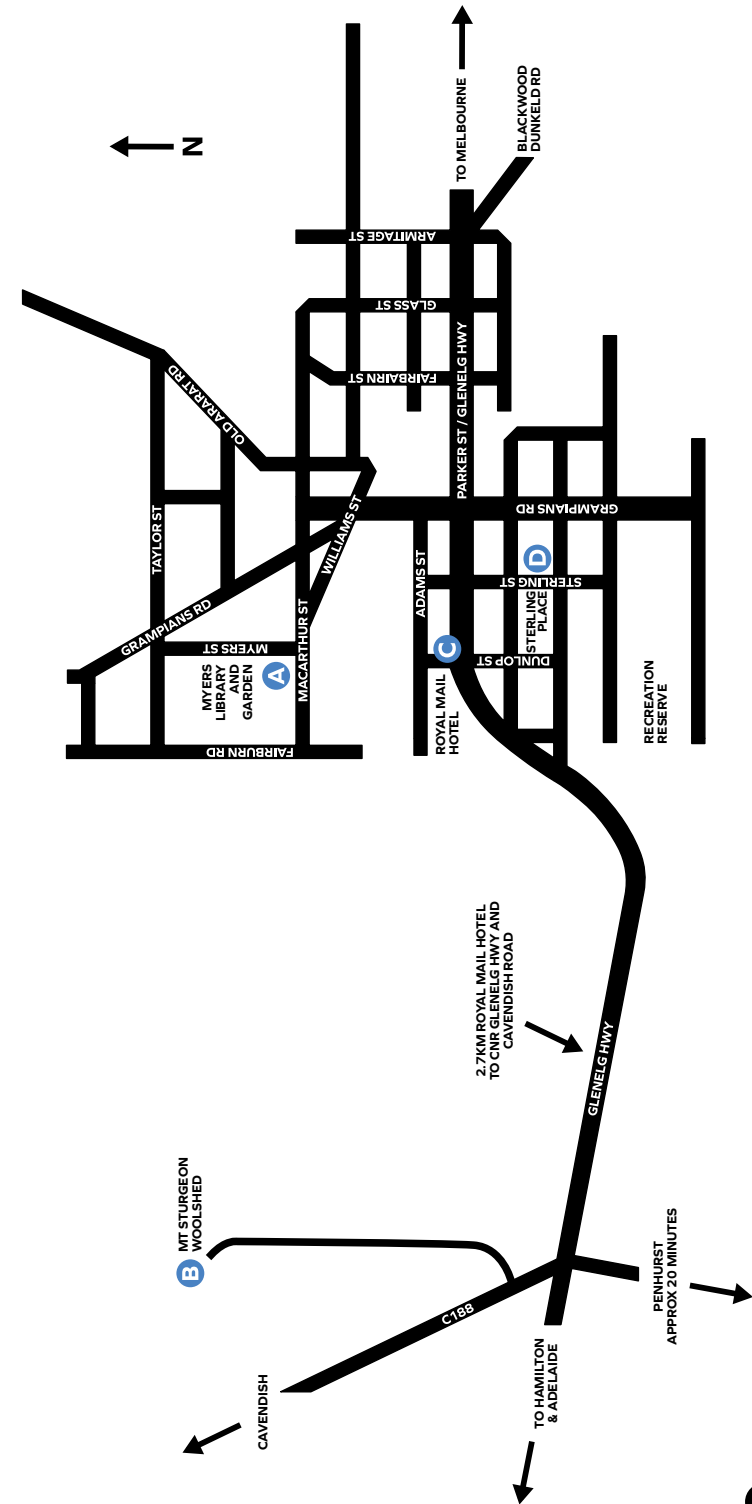 N
TO MELBOURNE
BLACKWOOD
DUNKELD RD
ARMITAGE ST
GLASS ST
FAIRBAIRN ST
PARKER ST / GLENELG HWY
OLD ARARAT RD
TAYLOR ST
GRAMPIANS RD
WILLIAMS ST
MACARTHUR ST
MYERS ST
MYERS
LIBRARY
AND
GARDEN
A
FAIRBURN RD
GRAMPIANS RD
ADAMS ST
STERLING ST
STERLING
PLACE
D
DUNLOP ST
C
ROYAL MAIL
HOTEL
RECREATION
RESERVE
2.7KM ROYAL MAIL HOTEL
TO CNR GLENELG HWY AND
CAVENDISH ROAD
GLENELG HWY
B
MT STURGEON
WOOLSHED
C188
CAVENDISH
TO HAMILTON
& ADELAIDE
PENHURST
APPROX 20 MINUTES